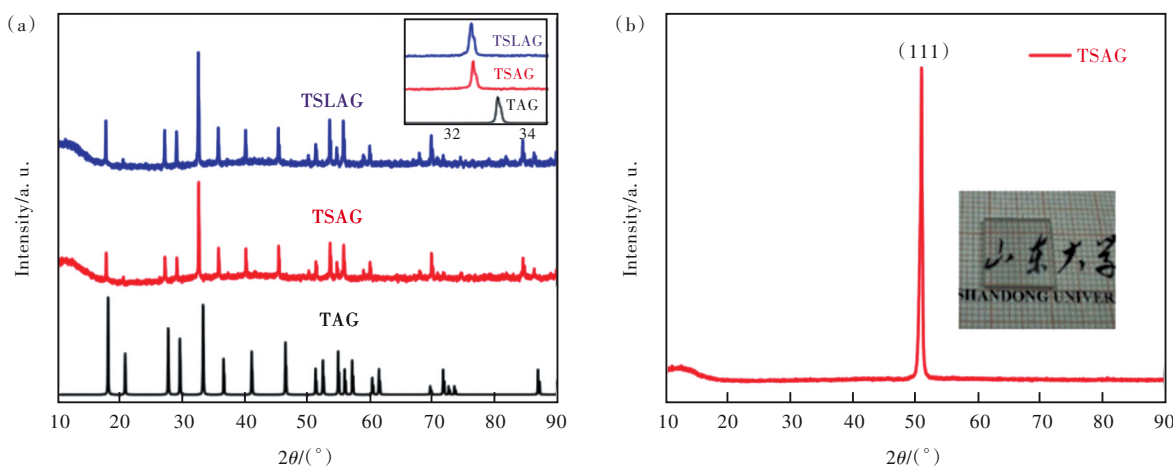 (a)
TSLAG
TSAG
TAG
32
34
TSLAG
TSAG
TAG
Intensity/a. u.
10 20 30 40 50 60 70 80 90
2θ/(°)
(b)
(111)
TSAG
山东大学
SHANDONG UNIVER
Intensity/a. u.
10 20 30 40 50 60 70 80 90
2θ/(°)